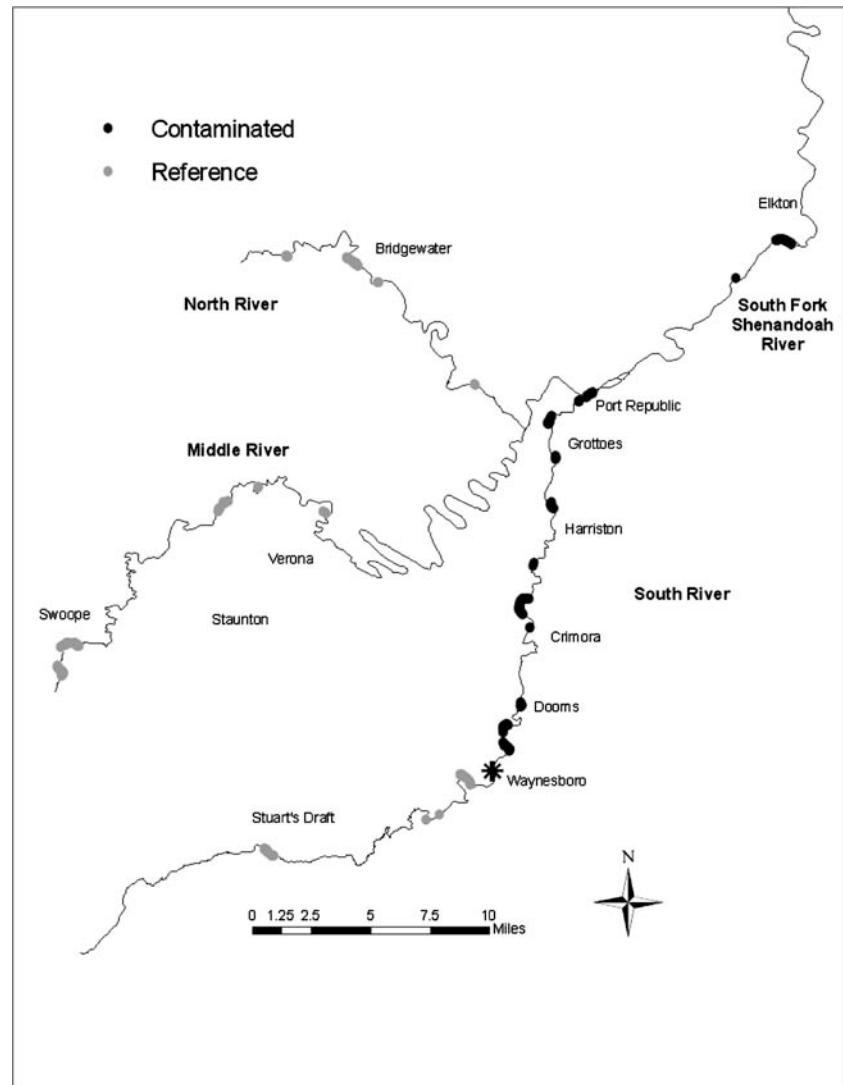 Contaminated
Reference
Elkton
Bridgewater
North River
South Fork
Shenandoah
River
Port Republic
Grottoes
Middle River
Harriston
Verona
South River
Swoope
Staunton
Crimora
Dooms
Waynesboro
Stuart's Draft
N
0 1.25 2.5 5 7.5 10
Miles